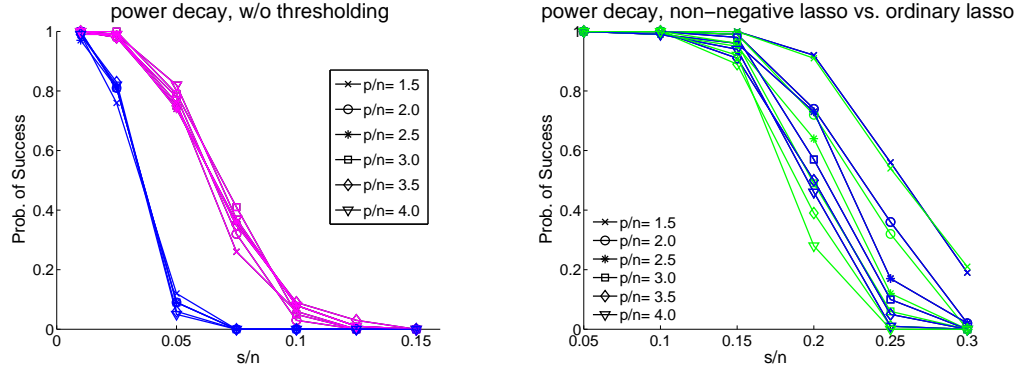 power decay, w/o thresholding
Prob. of Success
1
0.8
0.6
0.4
0.2
0
p/n= 1.5
p/n= 2.0
p/n= 2.5
p/n= 3.0
p/n= 3.5
p/n= 4.0
0
0.05
0.1
0.15
s/n
power decay, non−negative lasso vs. ordinary lasso
Prob. of Success
1
0.8
0.6
0.4
0.2
0
p/n= 1.5
p/n= 2.0
p/n= 2.5
p/n= 3.0
p/n= 3.5
p/n= 4.0
0.05
0.1
0.15
0.2
0.25
0.3
s/n